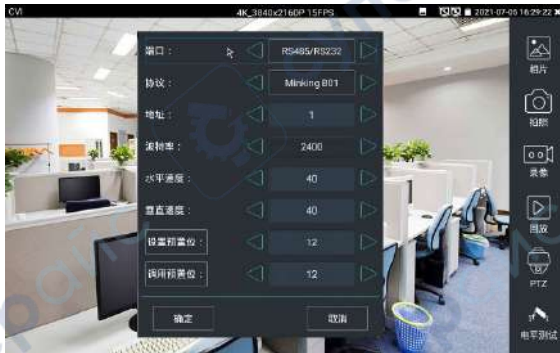 CVI 4K_3840x2160P 15FPS 2021-07-05 16:29:22
端口： RS485/RS232
协议： Minking B01
地址： 1
波特率： 2400
水平速度： 40
垂直速度： 40
设置预置位： 12
调用预置位： 12
确定 取消
相片
拍照
录像
回放
PTZ
电平测试